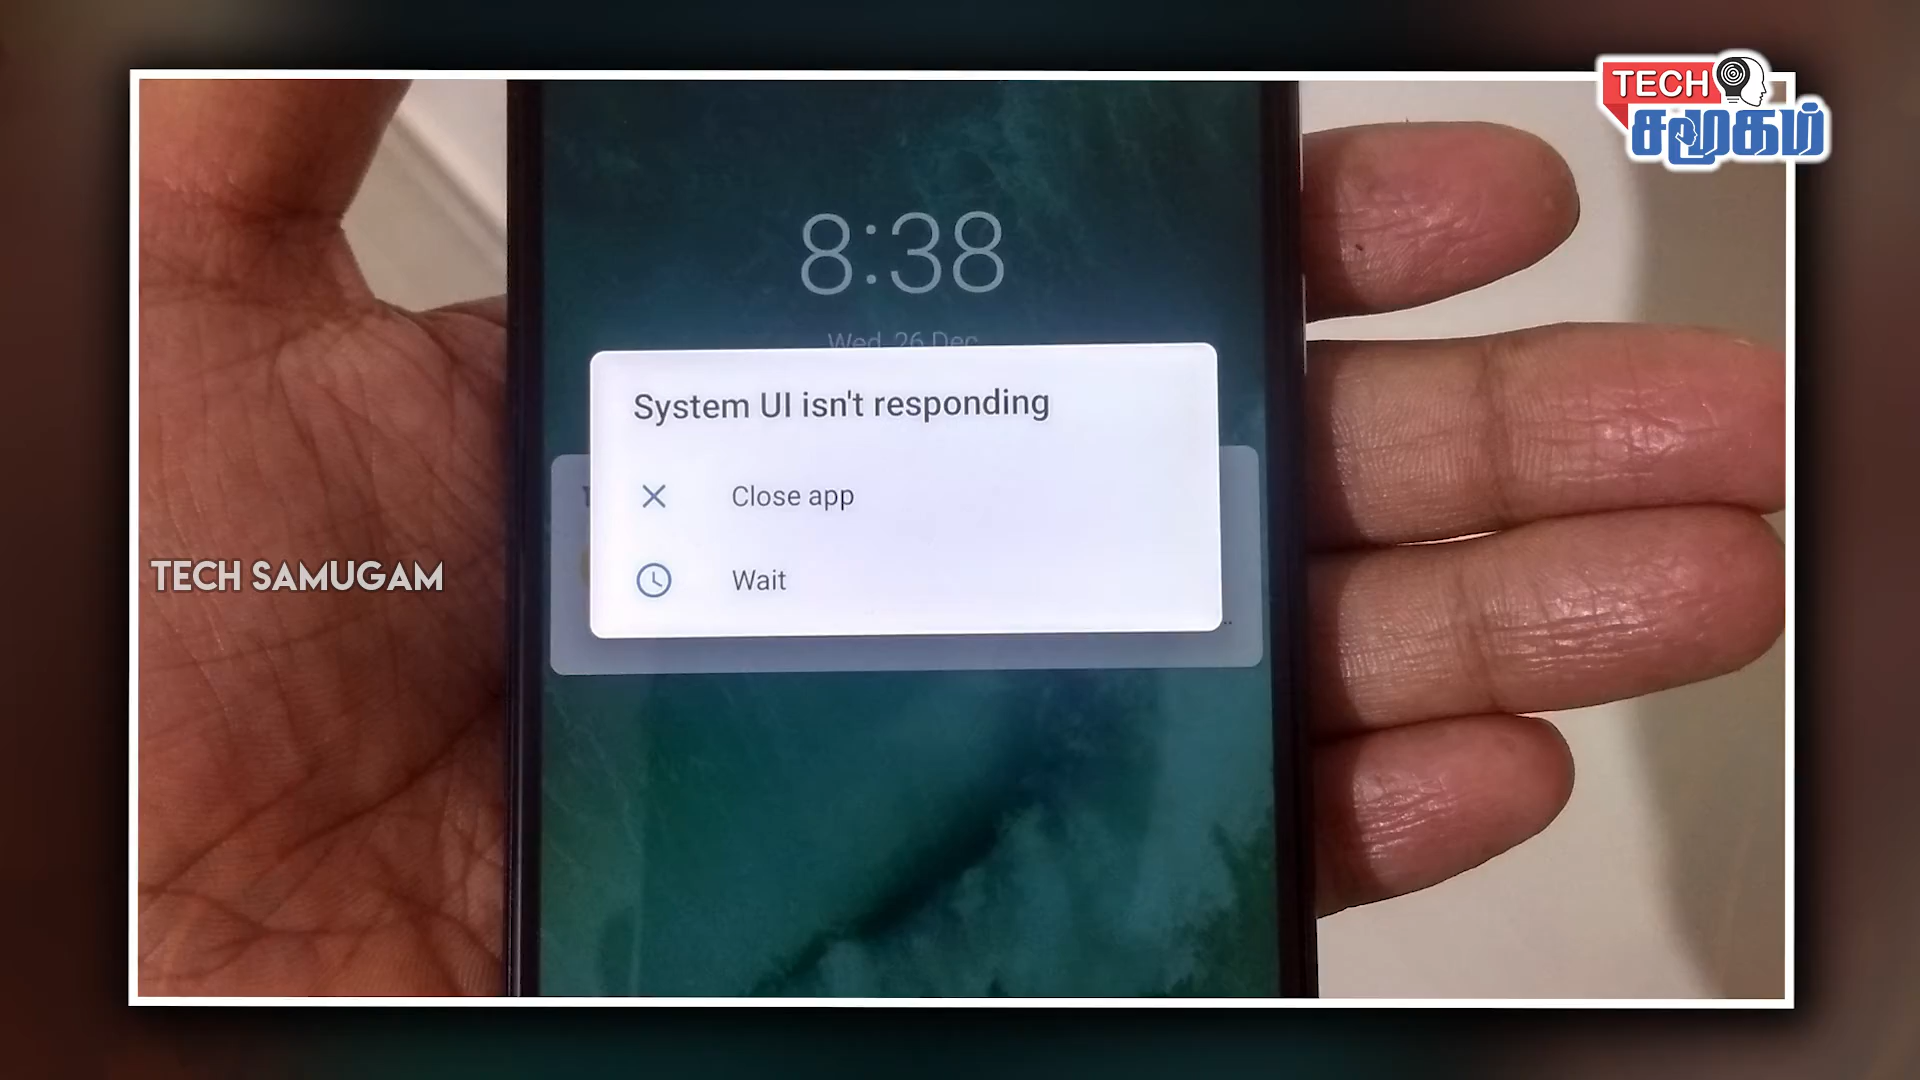 TECH
சமூகம்
8:38
Wed, 26 Dec
System UI isn't responding
Close app
Wait
TECH SAMUGAM